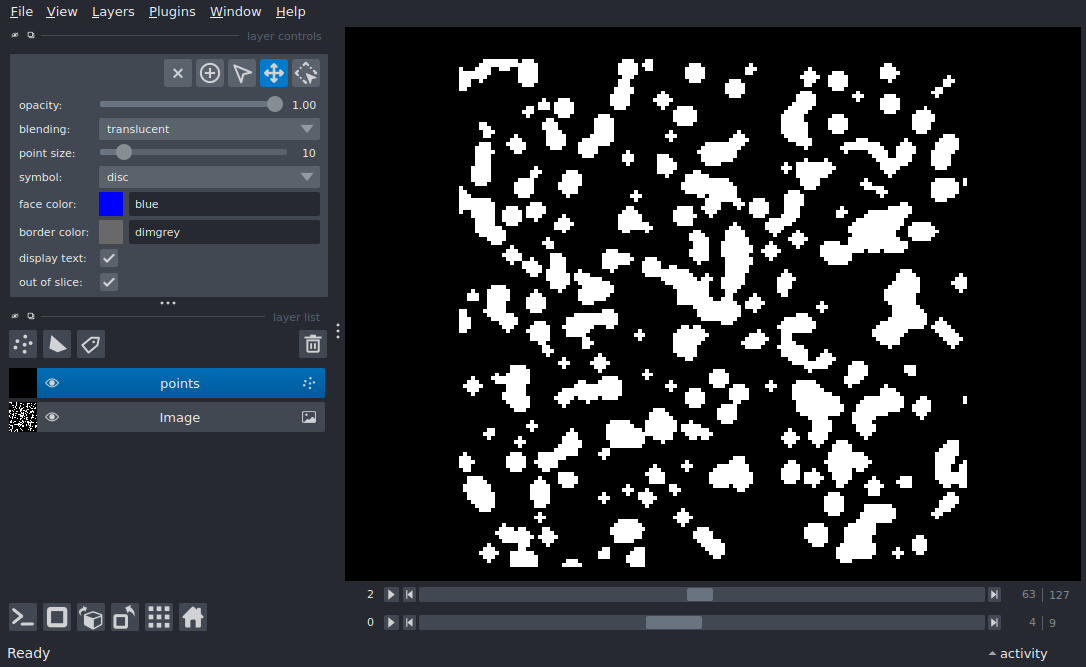 File View Layers Plugins Window Help
layer controls
opacity: 1.00
blending: translucent
point size: 10
symbol: disc
face color: blue
border color: dimgrey
display text:
out of slice:
layer list
points
Image
2 63 | 127
0 4 | 9
Ready activity